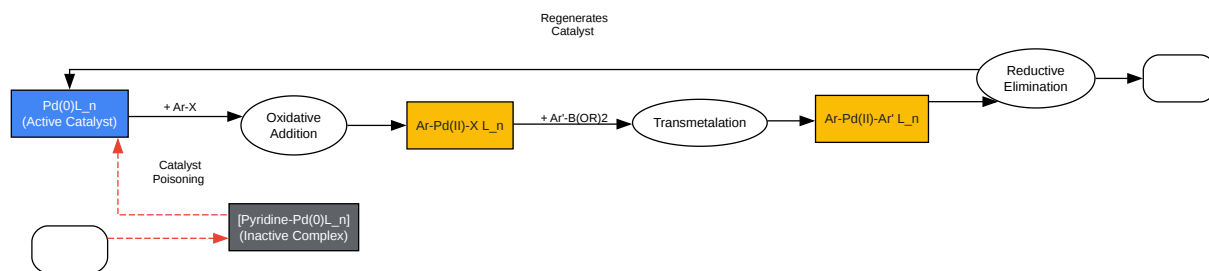 Regenerates
Catalyst
Pd(0)L_n
(Active Catalyst)
+ Ar-X
Oxidative
Addition
Ar-Pd(II)-X L_n
+ Ar'-B(OR)2
Transmetalation
Ar-Pd(II)-Ar' L_n
Reductive
Elimination
Catalyst
Poisoning
[Pyridine-Pd(0)L_n]
(Inactive Complex)